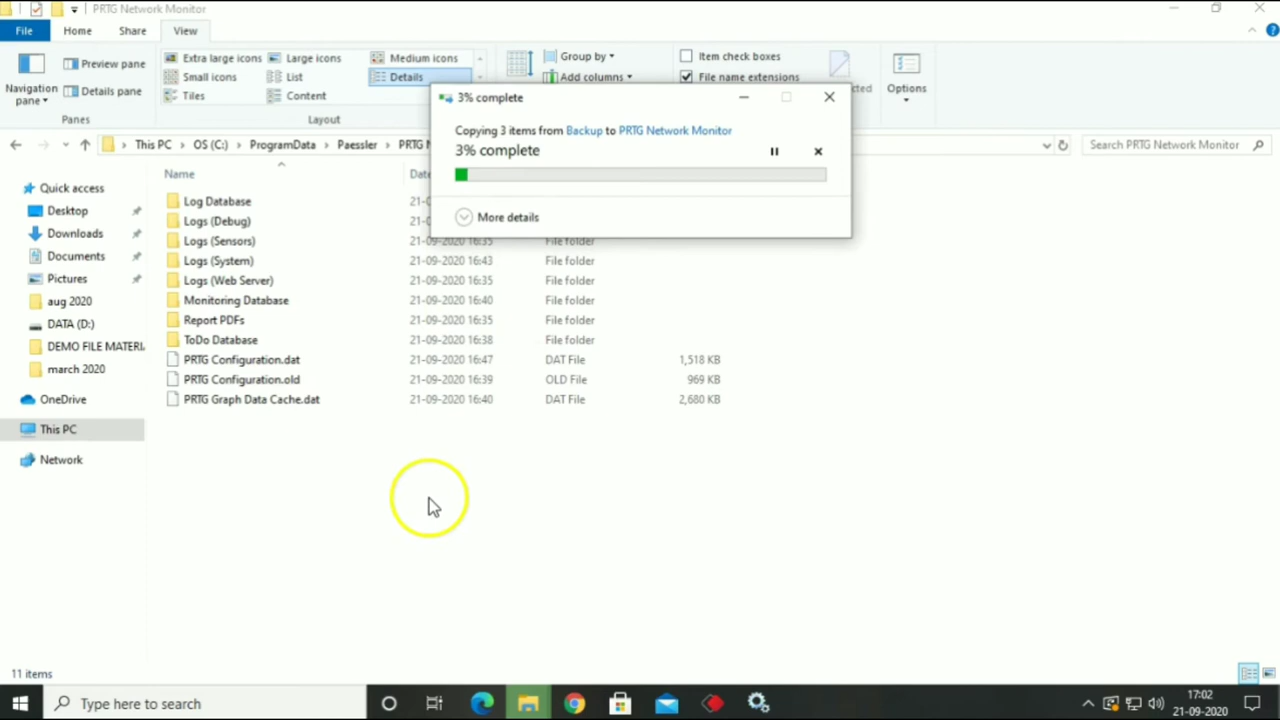 PRTG Network Monitor
File Home Share View
Extra large icons Large icons Medium icons
Small icons List Details
Tiles Content
Preview pane
Details pane
Navigation pane
Panes
Layout
Group by
Add columns
Item check boxes
File name extensions
Options
3% complete
Copying 3 items from Backup to PRTG Network Monitor
3% complete
More details
This PC OS (C:) ProgramData Paessler PRTG
Search PRTG Network Monitor
Name
Quick access
Desktop
Downloads
Documents
Pictures
aug 2020
DATA (D:)
DEMO FILE MATERI
march 2020
OneDrive
This PC
Network
Log Database
Logs (Debug)
Logs (Sensors) 21-09-2020 16:35 File folder
Logs (System) 21-09-2020 16:43 File folder
Logs (Web Server) 21-09-2020 16:35 File folder
Monitoring Database 21-09-2020 16:40 File folder
Report PDFs 21-09-2020 16:35 File folder
ToDo Database 21-09-2020 16:38 File folder
PRTG Configuration.dat 21-09-2020 16:47 DAT File 1,518 KB
PRTG Configuration.old 21-09-2020 16:39 OLD File 969 KB
PRTG Graph Data Cache.dat 21-09-2020 16:40 DAT File 2,680 KB
11 items
Type here to search
17:02
21-09-2020